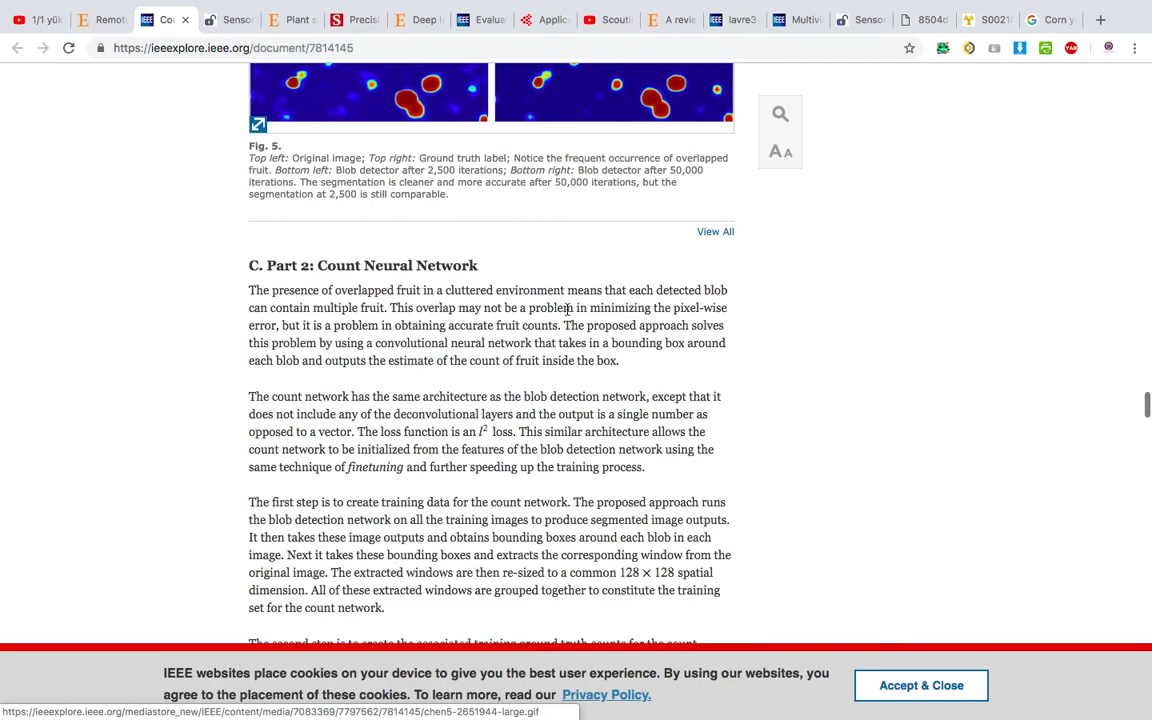 1/1 yük
Remote
IEEE
Co
Sensor
Plant s
Precis
Deep l
IEEE
Evalua
Applic
Scouti
A revie
IEEE
lavre3
IEEE
Multivi
Sensor
8504d
S0021
Corn y
https://ieeexplore.ieee.org/document/7814145
YAB
Fig. 5.
Top left: Original image; Top right: Ground truth label; Notice the frequent occurrence of overlapped
fruit. Bottom left: Blob detector after 2,500 iterations; Bottom right: Blob detector after 50,000
iterations. The segmentation is cleaner and more accurate after 50,000 iterations, but the
segmentation at 2,500 is still comparable.
AA
View All
C. Part 2: Count Neural Network
The presence of overlapped fruit in a cluttered environment means that each detected blob
can contain multiple fruit. This overlap may not be a problem in minimizing the pixel-wise
error, but it is a problem in obtaining accurate fruit counts. The proposed approach solves
this problem by using a convolutional neural network that takes in a bounding box around
each blob and outputs the estimate of the count of fruit inside the box.
The count network has the same architecture as the blob detection network, except that it
does not include any of the deconvolutional layers and the output is a single number as
opposed to a vector. The loss function is an l² loss. This similar architecture allows the
count network to be initialized from the features of the blob detection network using the
same technique of finetuning and further speeding up the training process.
The first step is to create training data for the count network. The proposed approach runs
the blob detection network on all the training images to produce segmented image outputs.
It then takes these image outputs and obtains bounding boxes around each blob in each
image. Next it takes these bounding boxes and extracts the corresponding window from the
original image. The extracted windows are then re-sized to a common 128 × 128 spatial
dimension. All of these extracted windows are grouped together to constitute the training
set for the count network.
The second step is to create the associated training ground truth counts for the count
IEEE websites place cookies on your device to give you the best user experience. By using our websites, you
agree to the placement of these cookies. To learn more, read our Privacy Policy.
Accept & Close
https://ieeexplore.ieee.org/mediastore_new/IEEE/content/media/7083369/7797562/7814145/chen5-2651944-large.gif